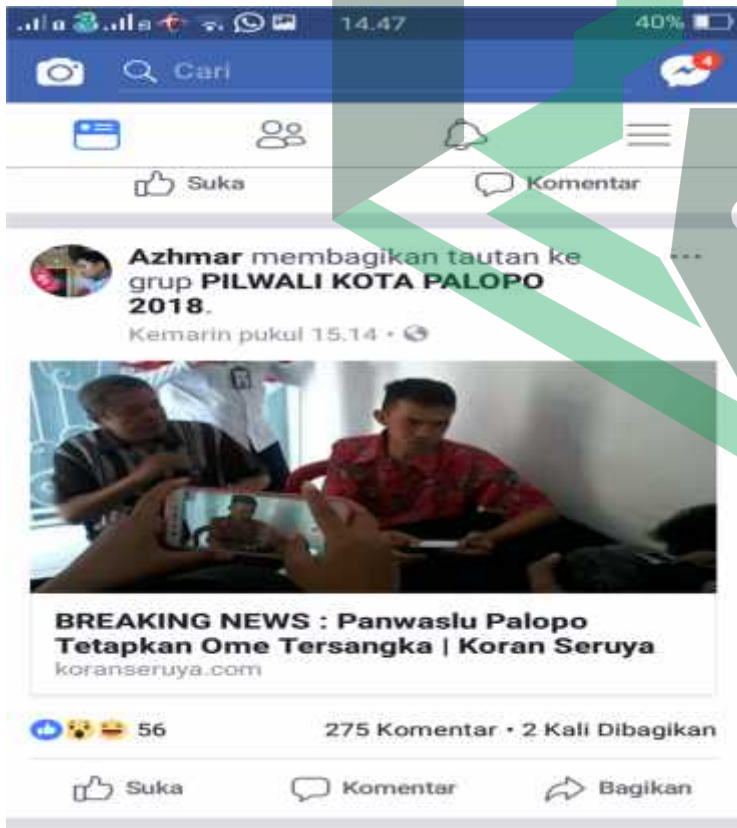 14.47 40%
Cari
4
Suka Komentar
Azhmar membagikan tautan ke
grup PILWALI KOTA PALOPO
2018.
Kemarin pukul 15.14 •
BREAKING NEWS : Panwaslu Palopo
Tetapkan Ome Tersangka | Koran Seruya
koranseruya.com
56 275 Komentar • 2 Kali Dibagikan
Suka Komentar Bagikan